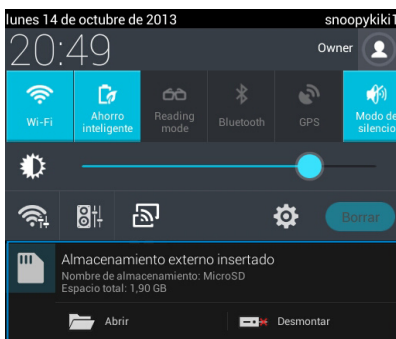 lunes 14 de octubre de 2013 snoopykiki1
20:49 Owner
Wi-Fi
Ahorro
inteligente
Reading
mode
Bluetooth
GPS
Modo de
silencio
Borrar
Almacenamiento externo insertado
Nombre de almacenamiento: MicroSD
Espacio total: 1,90 GB
Abrir Desmontar